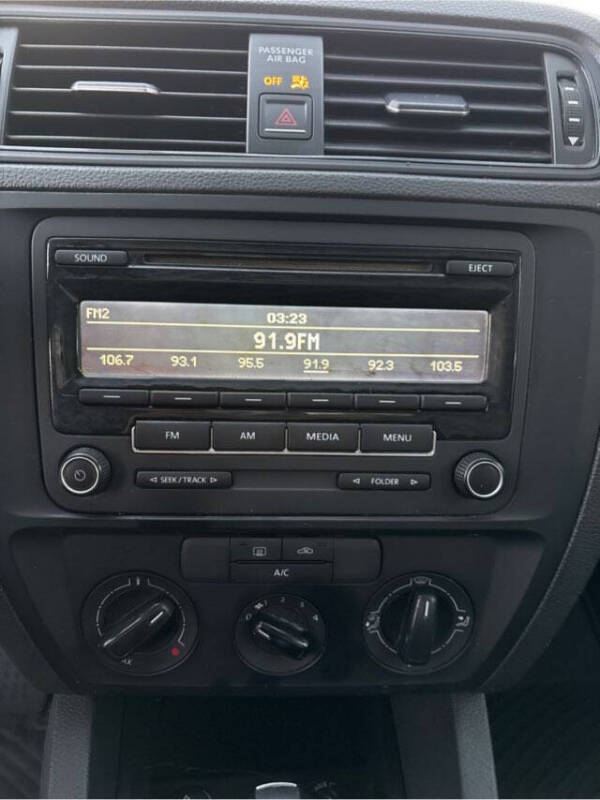 PASSENGER
AIR BAG
OFF
SOUND
EJECT
FM2 03:23
91.9FM
106.7 93.1 95.5 91.9 92.3 103.5
FM AM MEDIA MENU
SEEK / TRACK FOLDER
A/C